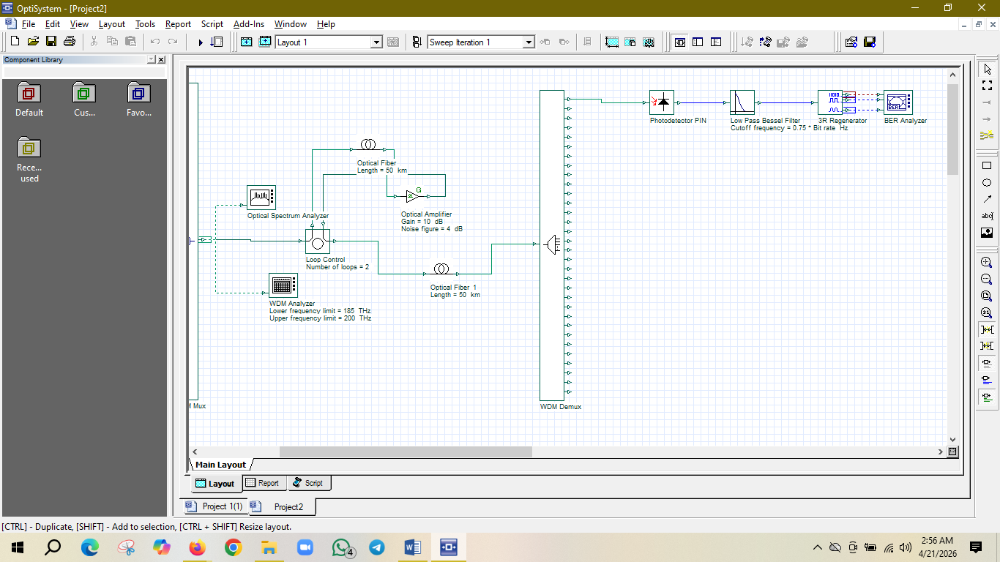 OptiSystem - [Project2]
File Edit View Layout Tools Report Script Add-Ins Window Help
Layout 1
Sweep Iteration 1
Component Library
Default
Cus...
Favo...
Rece...
used
Photodetector PIN
Low Pass Bessel Filter
Cutoff frequency = 0.75 * Bit rate Hz
3R Regenerator
BER
BER Analyzer
Optical Fiber
Length = 50 km
G
Optical Spectrum Analyzer
Optical Amplifier
Gain = 10 dB
Noise figure = 4 dB
Loop Control
Number of loops = 2
Optical Fiber 1
Length = 50 km
WDM Analyzer
Lower frequency limit = 185 THz
Upper frequency limit = 200 THz
M Mux
WDM Demux
abc
Main Layout
Layout
Report
Script
Project 1(1)
Project2
[CTRL] - Duplicate, [SHIFT] - Add to selection, [CTRL + SHIFT] Resize layout.
4
2:56 AM
4/21/2026